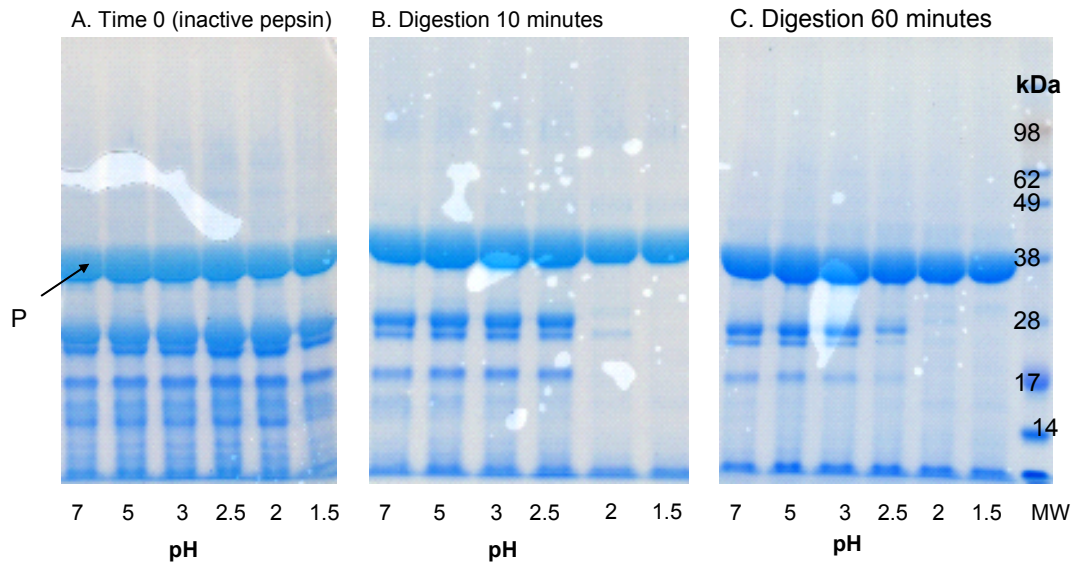 A. Time 0 (inactive pepsin)
B. Digestion 10 minutes
C. Digestion 60 minutes
kDa
98
62
49
38
28
17
14
P
7 5 3 2.5 2 1.5
pH
7 5 3 2.5 2 1.5
pH
7 5 3 2.5 2 1.5 MW
pH